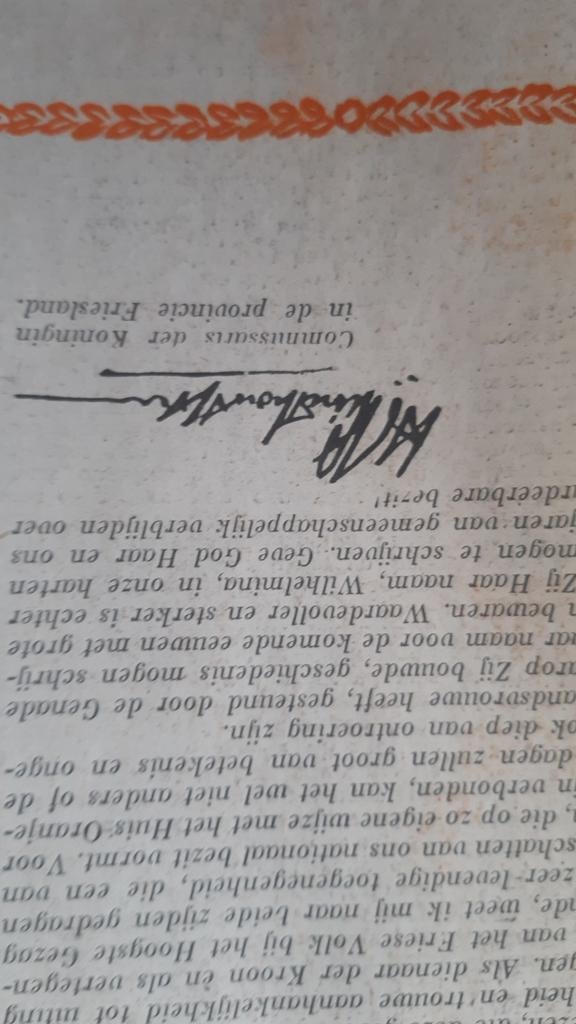 heid en trouwe aanhankelijkheid tot uiting
gen. Als dienaar der Kroon èn als vertegen-
van het Friese Volk bij het Hoogste Gezag
nde, weet ik mij naar beide zijden gedragen
zeer levendige toegenegenheid, die een van
schatten van ons nationaal bezit vormt. Voor
, die op zo eigene wijze met het Huis Oranje-
in verbonden, kan het wel niet anders of de
dagen zullen groot van betekenis en onge-
ok diep van ontroering zijn.
andsvrouwe heeft, gesteund door de Genade
arop Zij bouwde, geschiedenis mogen schrij-
ar naam voor de komende eeuwen met grote
n bewaren. Waardevoller en sterker is echter
Zij Haar naam, Wilhelmina, in onze harten
mogen te schrijven. Geve God Haar en ons
jaren van gemeenschappelijk verblijden over
ardeerbare bezit!
Commissaris der Koningin
in de provincie Friesland.